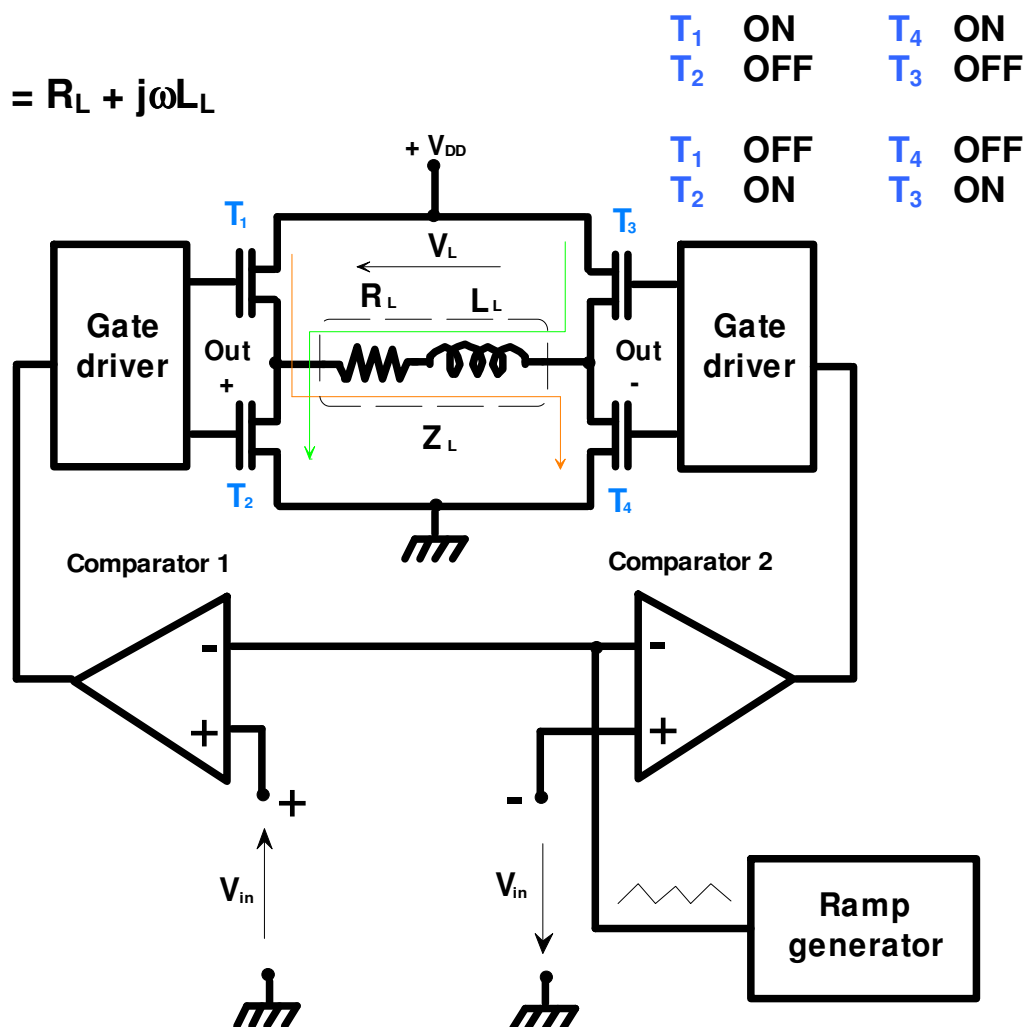 T1 ON T4 ON
T2 OFF T3 OFF
= RL + jωLL
T1 OFF T4 OFF
T2 ON T3 ON
+ VDD
T1
T3
VL
RL LL
Gate driver
Out +
Out -
Gate driver
ZL
T2
T4
Comparator 1
Comparator 2
-
-
+
+
+
-
Vin
Vin
Ramp generator